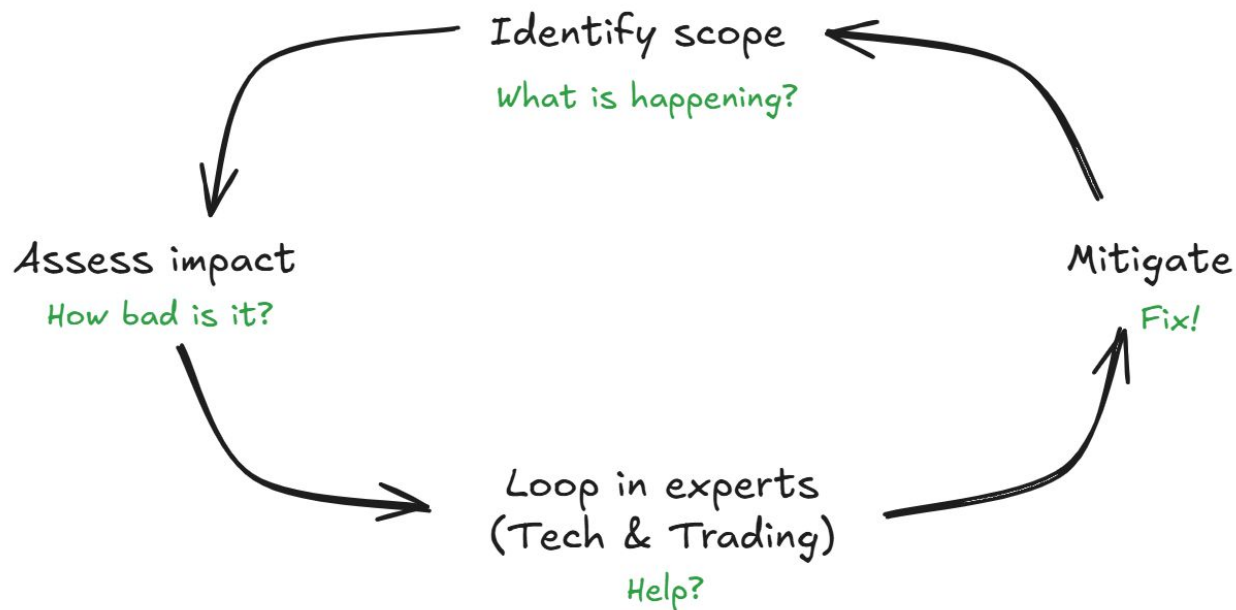 Identify scope
What is happening?
Assess impact
How bad is it?
Mitigate
Fix!
Loop in experts
(Tech & Trading)
Help?